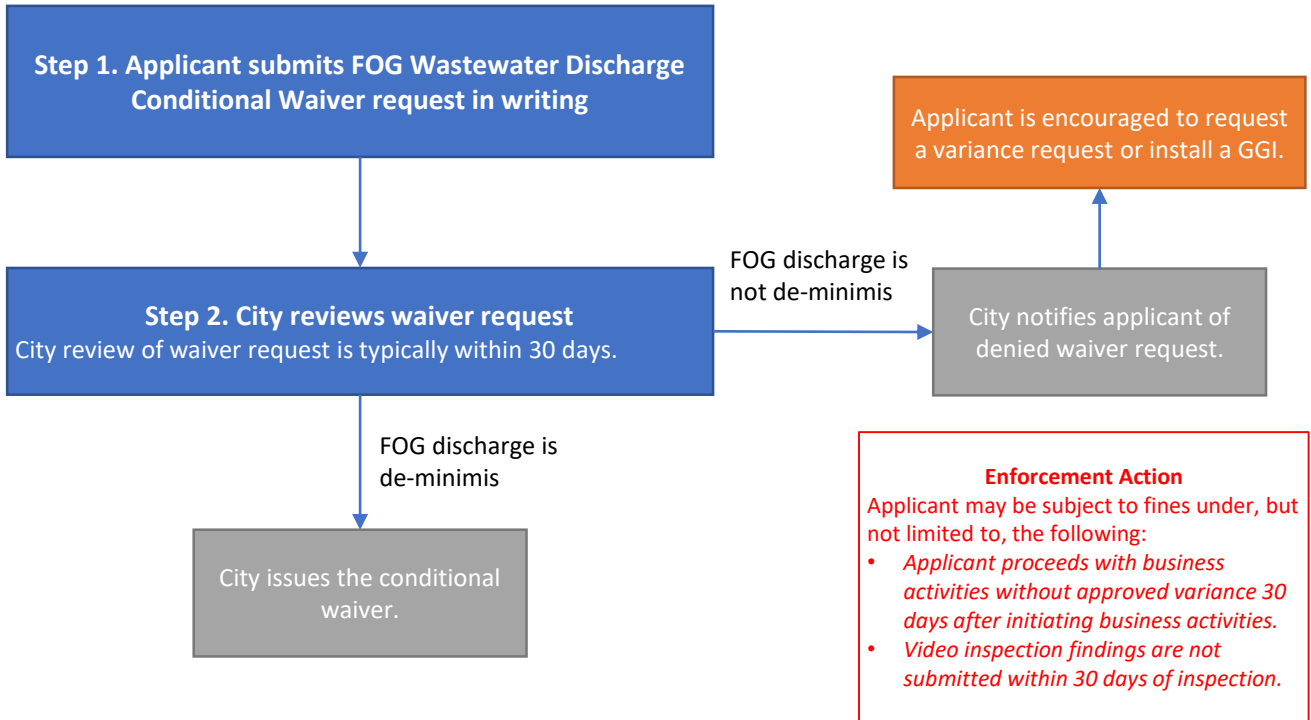 Step 1. Applicant submits FOG Wastewater Discharge
Conditional Waiver request in writing
Applicant is encouraged to request
a variance request or install a GGI.
Step 2. City reviews waiver request
City review of waiver request is typically within 30 days.
FOG discharge is
not de-minimis
City notifies applicant of
denied waiver request.
FOG discharge is
de-minimis
City issues the conditional
waiver.
Enforcement Action
Applicant may be subject to fines under, but
not limited to, the following:
• Applicant proceeds with business
activities without approved variance 30
days after initiating business activities.
• Video inspection findings are not
submitted within 30 days of inspection.